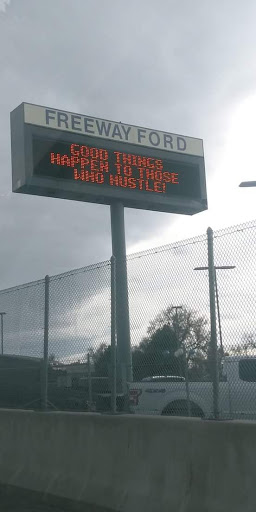 FREEWAY FORD
GOOD THINGS
HAPPEN TO THOSE
WHO HUSTLE!